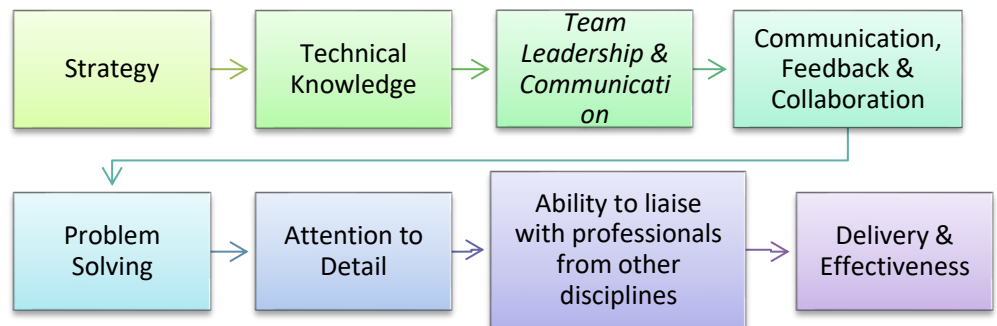 Strategy
Technical
Knowledge
Team
Leadership &
Communicati
on
Communication,
Feedback &
Collaboration
Problem
Solving
Attention to
Detail
Ability to liaise
with professionals
from other
disciplines
Delivery &
Effectiveness